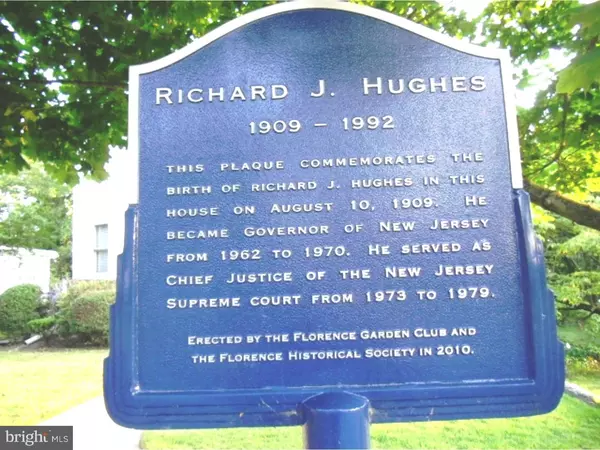 RICHARD J. HUGHES
1909 – 1992
THIS PLAQUE COMMEMORATES THE
BIRTH OF RICHARD J. HUGHES IN THIS
HOUSE ON AUGUST 10, 1909. HE
BECAME GOVERNOR OF NEW JERSEY
FROM 1962 TO 1970. HE SERVED AS
CHIEF JUSTICE OF THE NEW JERSEY
SUPREME COURT FROM 1973 TO 1979.
ERECTED BY THE FLORENCE GARDEN CLUB AND
THE FLORENCE HISTORICAL SOCIETY IN 2010.
bright MLS